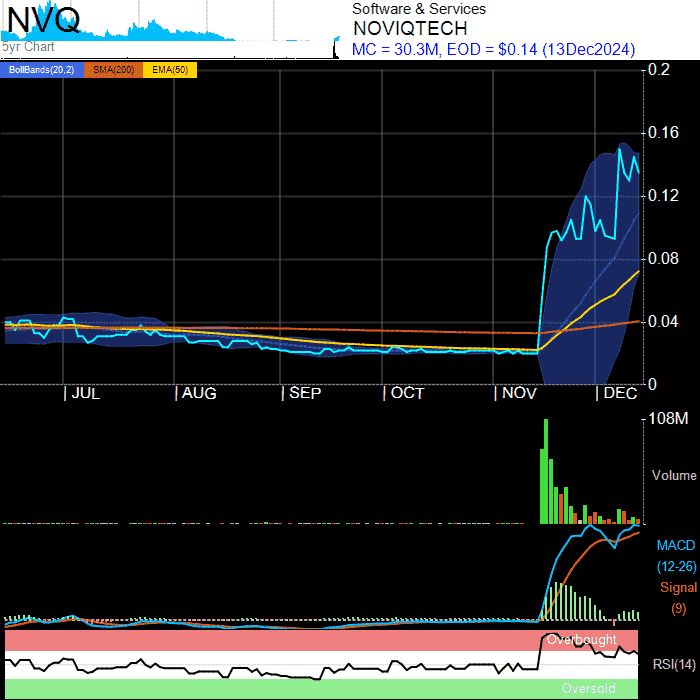 NVQ
5yr Chart
Software & Services
NOVIQTECH
MC = 30.3M, EOD = $0.14 (13Dec2024)
BollBands(20,2) SMA(200) EMA(50)
0.2
0.16
0.12
0.08
0.04
0
JUL AUG SEP OCT NOV DEC
108M
Volume
MACD
(12-26)
Signal
(9)
Overbought
RSI(14)
Oversold